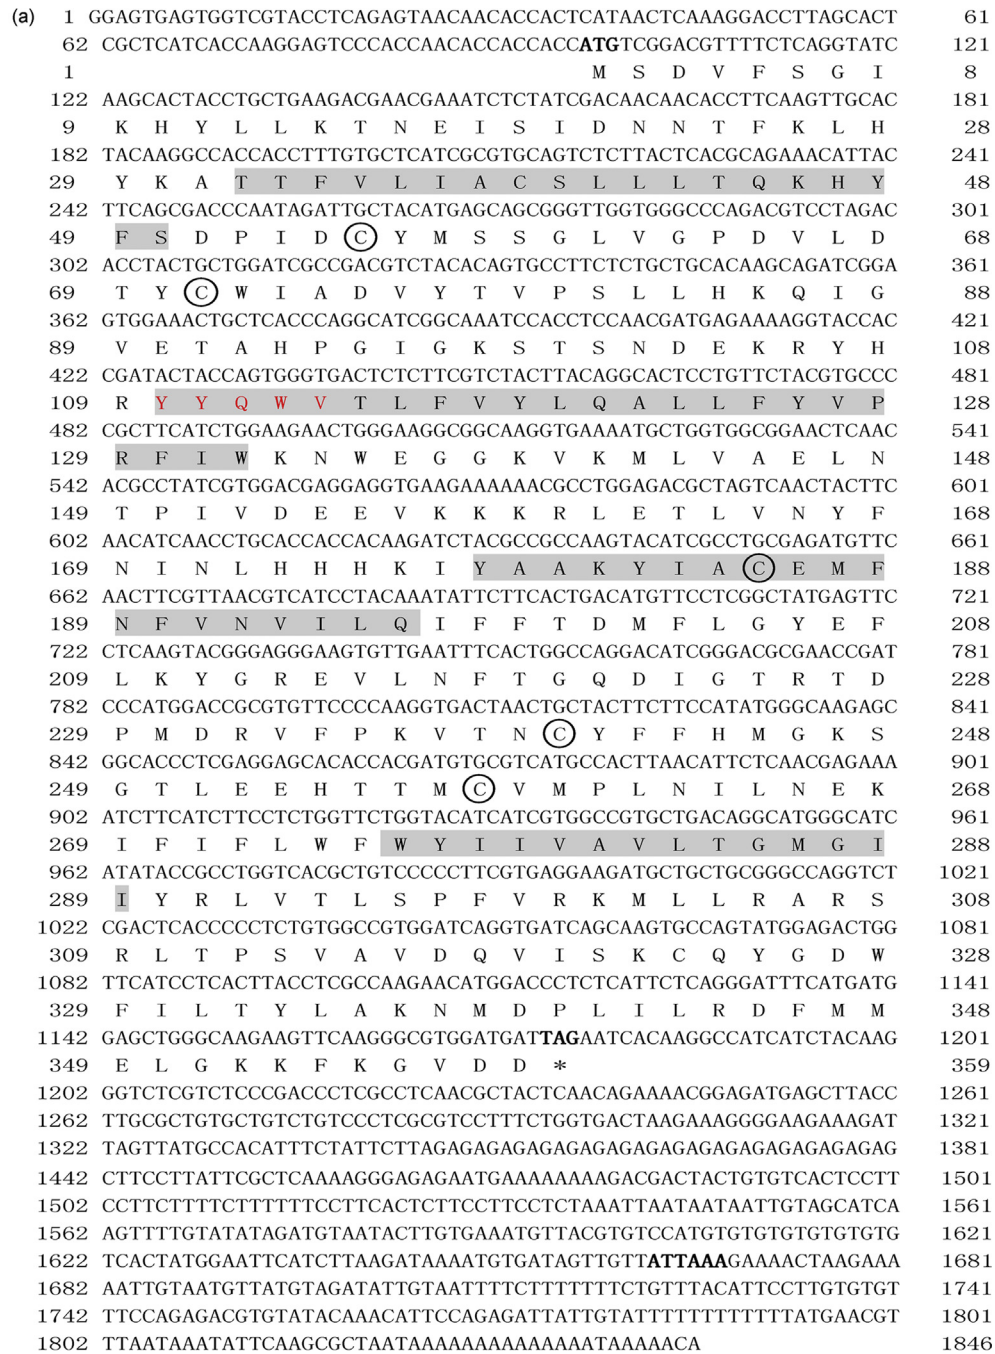 (a) 1 GGAGTGAGTGGTCGTACCTCAGAGTAACAACACCACTCATAACTCAAAGGACCTTAGCACT 61
62 CGCTCATCACCAAGGAGTCCCACCAACACCACCACCATGTCGGACGTTTTCTCAGGTATC 121
1 M S D V F S G I 8
122 AAGCACTACCTGCTGAAGACGAACGAAATCTCTATCGACAACAACACCTTCAAGTTGCAC 181
9 K H Y L L K T N E I S I D N N T F K L H 28
182 TACAAGGCCACCACCTTTGTGCTCATCGCGTGCAGTCTCTTACTCACGCAGAAACATTAC 241
29 Y K A T T F V L I A C S L L L T Q K H Y 48
242 TTCAGCGACCCAATAGATTGCTACATGAGCAGCGGGTTGGTGGGCCCAGACGTCCTAGAC 301
49 F S D P I D C Y M S S G L V G P D V L D 68
302 ACCTACTGCTGGATCGCCGACGTCTACACAGTGCCTTCTCTGCTGCACAAGCAGATCGGA 361
69 T Y C W I A D V Y T V P S L L H K Q I G 88
362 GTGGAAACTGCTCACCCAGGCATCGGCAAATCCACCTCCAACGATGAGAAAAGGTACCAC 421
89 V E T A H P G I G K S T S N D E K R Y H 108
422 CGATACTACCAGTGGGTGACTCTCTTCGTCTACTTACAGGCACTCCTGTTCTACGTGCCC 481
109 R Y Y Q W V T L F V Y L Q A L L F Y V P 128
482 CGCTTCATCTGGAAGAACTGGGAAGGCGGCAAGGTGAAAATGCTGGTGGCGGAACTCAAC 541
129 R F I W K N W E G G K V K M L V A E L N 148
542 ACGCCTATCGTGGACGAGGAGGTGAAGAAAAAACGCCTGGAGACGCTAGTCAACTACTTC 601
149 T P I V D E E V K K K R L E T L V N Y F 168
602 AACATCAACCTGCACCACCACAAGATCTACGCCGCCAAGTACATCGCCTGCGAGATGTTC 661
169 N I N L H H H K I Y A A K Y I A C E M F 188
662 AACTTCGTTAACGTCATCCTACAAATATTCTTCACTGACATGTTCCTCGGCTATGAGTTC 721
189 N F V N V I L Q I F F T D M F L G Y E F 208
722 CTCAAGTACGGGAGGGAAGTGTTGAATTTCACTGGCCAGGACATCGGGACGCGAACCGAT 781
209 L K Y G R E V L N F T G Q D I G T R T D 228
782 CCCATGGACCGCGTGTTCCCCAAGGTGACTAACTGCTACTTCTTCCATATGGGCAAGAGC 841
229 P M D R V F P K V T N C Y F F H M G K S 248
842 GGCACCCTCGAGGAGCACACCACGATGTGCGTCATGCCACTTAACATTCTCAACGAGAAA 901
249 G T L E E H T T M C V M P L N I L N E K 268
902 ATCTTCATCTTCCTCTGGTTCTGGTACATCATCGTGGCCGTGCTGACAGGCATGGGCATC 961
269 I F I F L W F W Y I I V A V L T G M G I 288
962 ATATACCGCCTGGTCACGCTGTCCCCCTTCGTGAGGAAGATGCTGCTGCGGGCCAGGTCT 1021
289 I Y R L V T L S P F V R K M L L R A R S 308
1022 CGACTCACCCCCTCTGTGGCCGTGGATCAGGTGATCAGCAAGTGCCAGTATGGAGACTGG 1081
309 R L T P S V A V D Q V I S K C Q Y G D W 328
1082 TTCATCCTCACTTACCTCGCCAAGAACATGGACCCTCTCATTCTCAGGGATTTCATGATG 1141
329 F I L T Y L A K N M D P L I L R D F M M 348
1142 GAGCTGGGCAAGAAGTTCAAGGGCGTGGATGATTAGAATCACAAGGCCATCATCTACAAG 1201
349 E L G K K F K G V D D * 359
1202 GGTCTCGTCTCCCGACCCTCGCCTCAACGCTACTCAACAGAAAACGGAGATGAGCTTACC 1261
1262 TTGCGCTGTGCTGTCTGTCCCTCGCGTCCTTTCTGGTGACTAAGAAAGGGGAAGAAAGAT 1321
1322 TAGTTATGCCACATTTCTATTCTTAGAGAGAGAGAGAGAGAGAGAGAGAGAGAGAGAGAG 1381
1442 CTTCCTTATTCGCTCAAAAGGGAGAGAATGAAAAAAAAGACGACTACTGTGTCACTCCTT 1501
1502 CCTTCTTTTCTTTTTTCCTTCACTCTTCCTTCCTCTAAATTAATAATAATTGTAGCATCA 1561
1562 AGTTTTGTATATAGATGTAATACTTGTGAAATGTTACGTGTCCATGTGTGTGTGTGTGTG 1621
1622 TCACTATGGAATTCATCTTAAGATAAAATGTGATAGTTGTTATTAAAGAAAACTAAGAAA 1681
1682 AATTGTAATGTTATGTAAGATATTGTAATTTTCTTTTTTTCTGTTTACATTCCTTGTGTGT 1741
1742 TTCCAGAGACGTGTATACAAACATTCCAGAGATTATTGTATTTTTTTTTTTTATGAACGT 1801
1802 TTAATAAATATTCAAGCGCTAATAAAAAAAAAAAAAATAAAAACA 1846